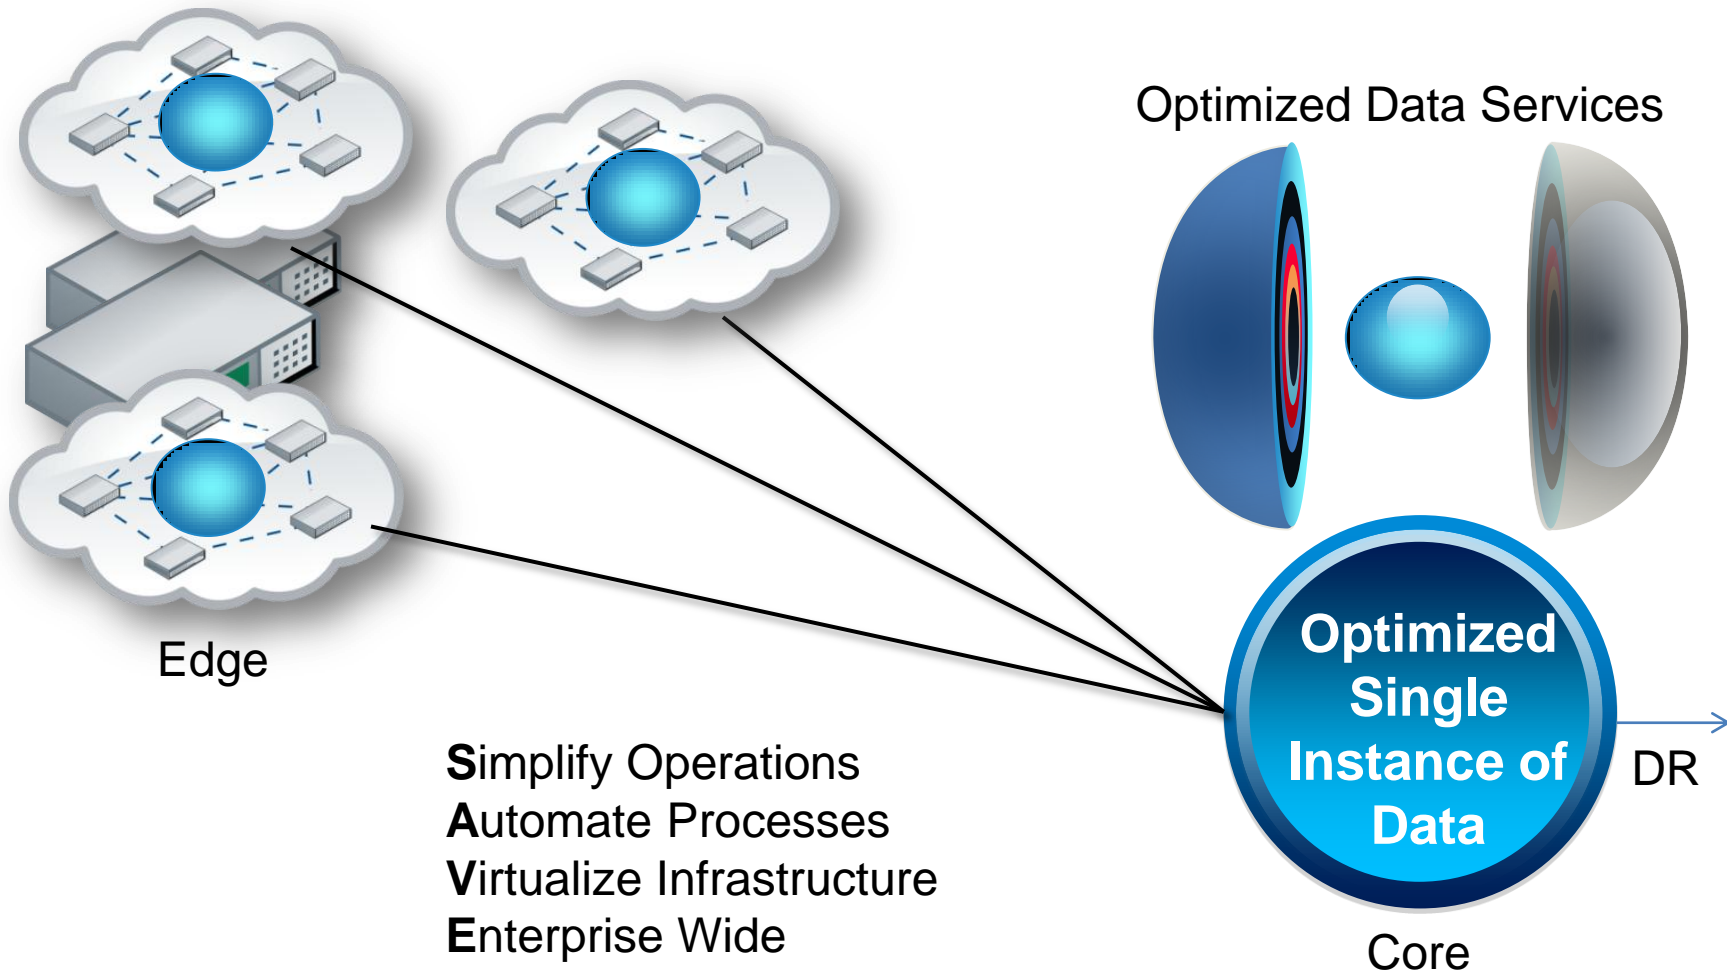 Optimized Data Services
Edge
Optimized
Single
Instance of
Data
DR
Simplify Operations
Automate Processes
Virtualize Infrastructure
Enterprise Wide
Core